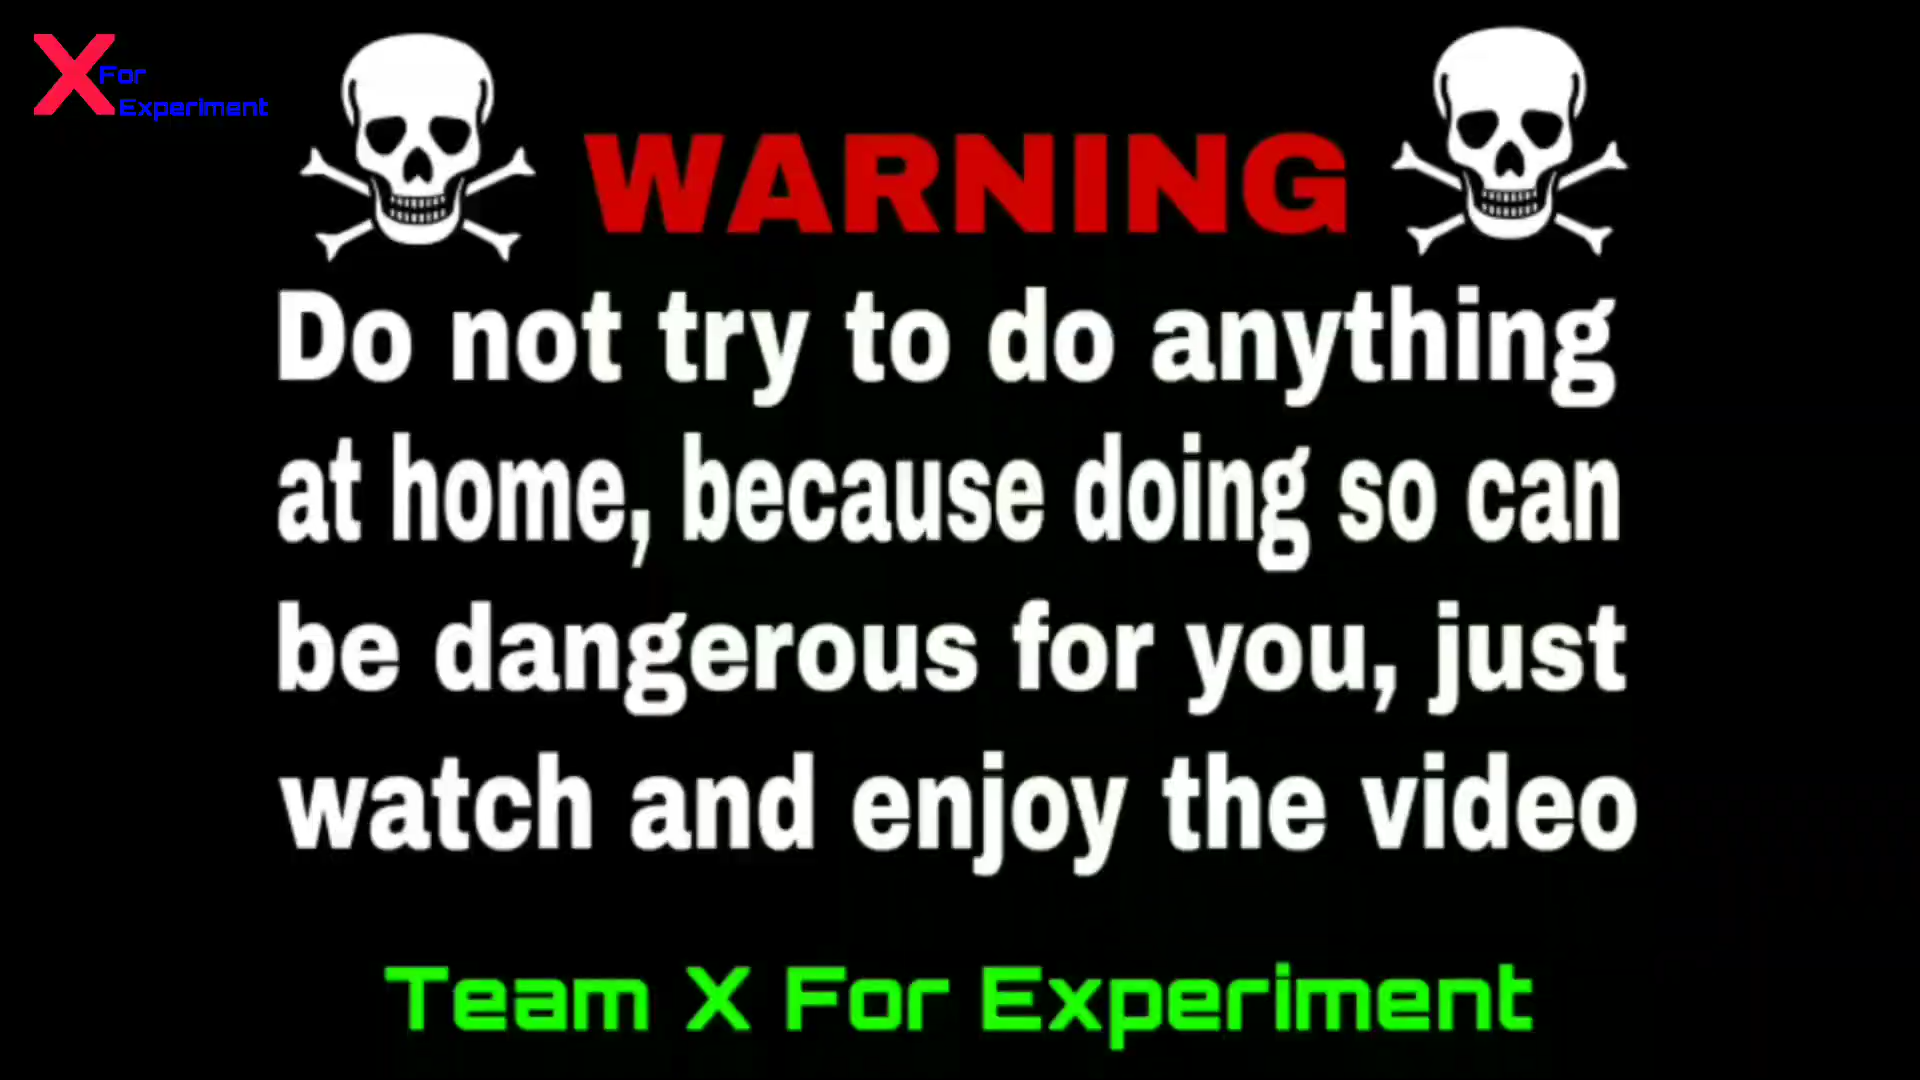 X For
Experiment
WARNING
Do not try to do anything
at home, because doing so can
be dangerous for you, just
watch and enjoy the video
Team X For Experiment